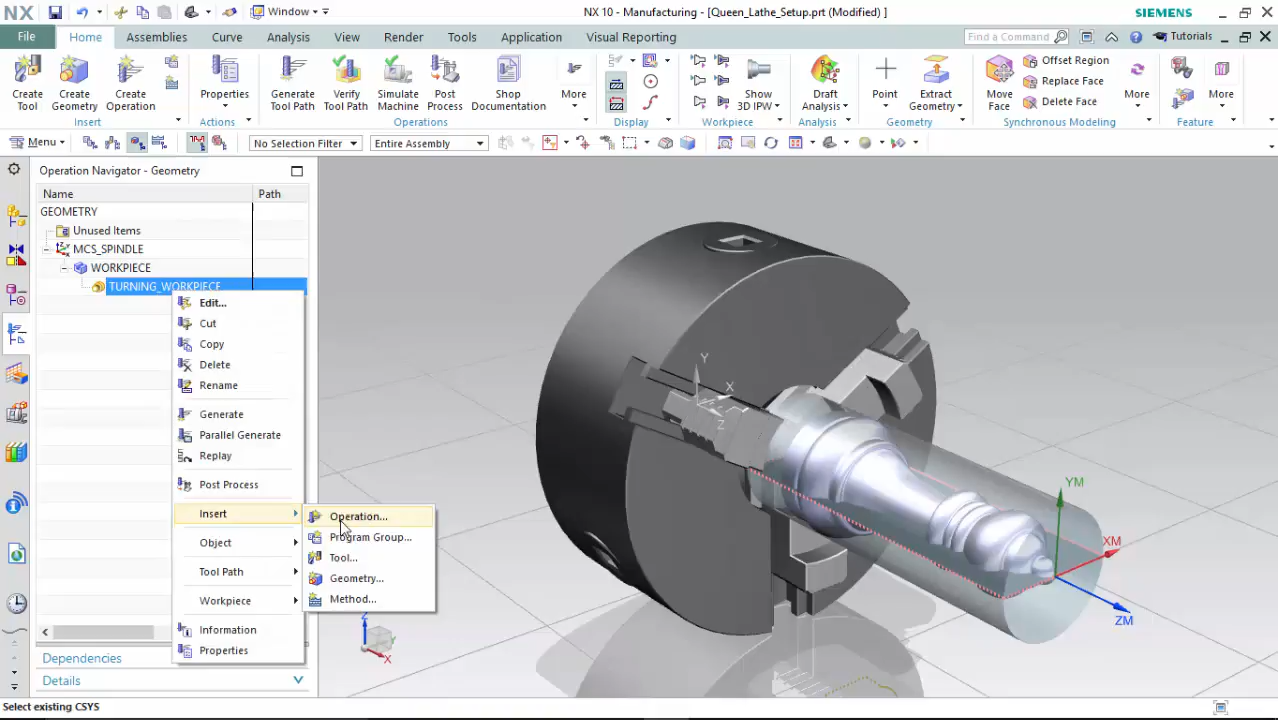 NX
Window
NX 10 - Manufacturing - [Queen_Lathe_Setup.prt (Modified) ]
SIEMENS
File
Home
Assemblies
Curve
Analysis
View
Render
Tools
Application
Visual Reporting
Find a Command
Tutorials
Create Tool
Create Geometry
Create Operation
Properties
Generate Tool Path
Verify Tool Path
Simulate Machine
Post Process
Shop Documentation
More
Show 3D IPW
Draft Analysis
Point
Extract Geometry
Move Face
Offset Region
Replace Face
Delete Face
More
More
Insert
Actions
Operations
Display
Workpiece
Analysis
Geometry
Synchronous Modeling
Feature
Menu
No Selection Filter
Entire Assembly
Operation Navigator - Geometry
Name
Path
GEOMETRY
Unused Items
MCS_SPINDLE
WORKPIECE
TURNING_WORKPIECE
Edit...
Cut
Copy
Delete
Rename
Generate
Parallel Generate
Replay
Post Process
Insert
Object
Tool Path
Workpiece
Information
Properties
Operation...
Program Group...
Tool...
Geometry...
Method...
Y
X
Z
YM
XM
ZM
Z
X
Dependencies
Details
Select existing CSYS